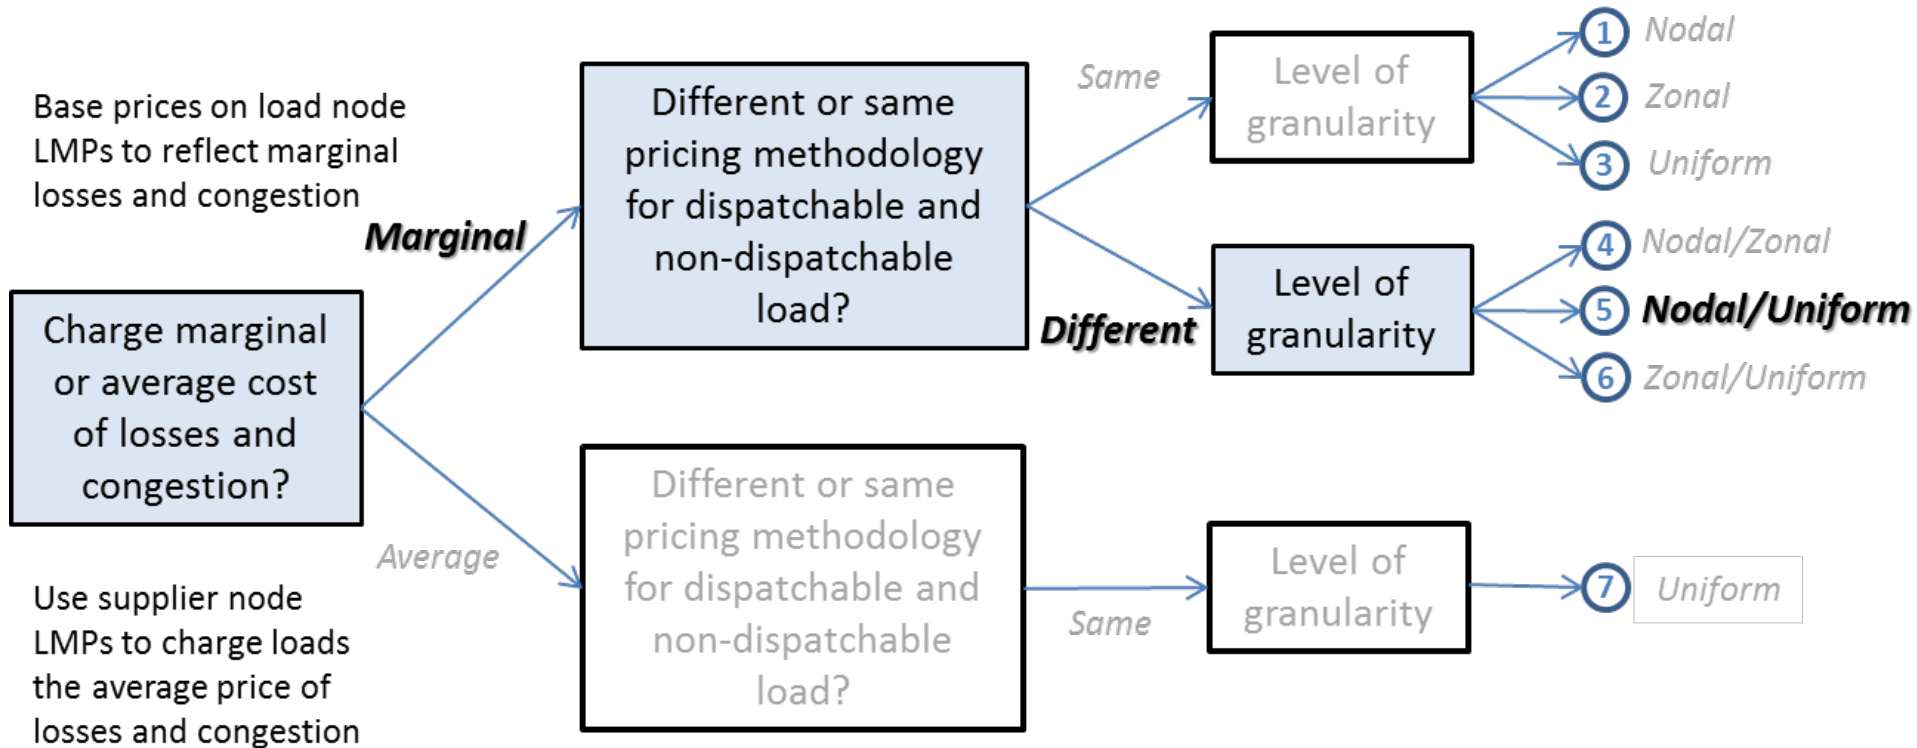 Base prices on load node
LMPs to reflect marginal
losses and congestion
Marginal
Charge marginal
or average cost
of losses and
congestion?
Average
Use supplier node
LMPs to charge loads
the average price of
losses and congestion
Different or same
pricing methodology
for dispatchable and
non-dispatchable
load?
Same
Different
Level of
granularity
1 Nodal
2 Zonal
3 Uniform
Level of
granularity
4 Nodal/Zonal
5 Nodal/Uniform
6 Zonal/Uniform
Different or same
pricing methodology
for dispatchable and
non-dispatchable
load?
Same
Level of
granularity
7 Uniform